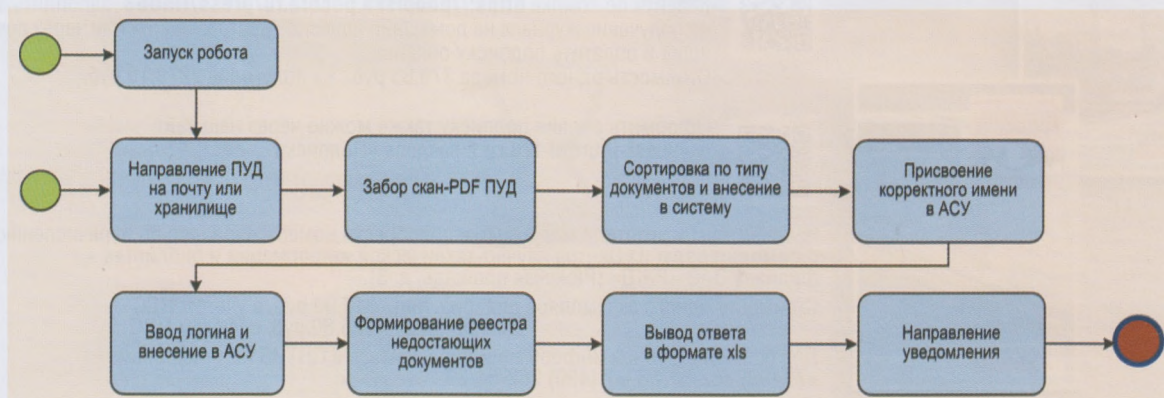 Запуск робота
Направление ПУД
на почту или
хранилище
Забор скан-PDF ПУД
Сортировка по типу
документов и внесение
в систему
Присвоение
корректного имени
в АСУ
Ввод логина и
внесение в АСУ
Формирование реестра
недостающих
документов
Вывод ответа
в формате xls
Направление
уведомления